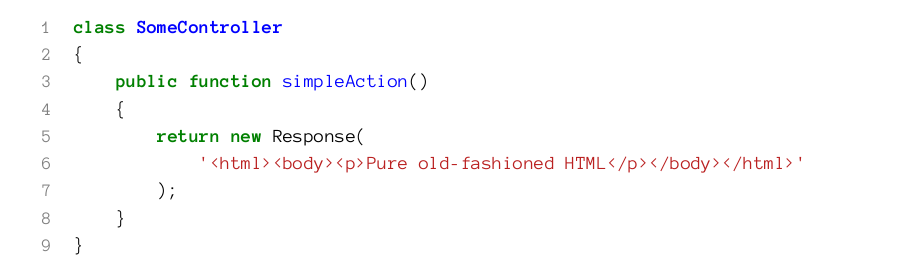 1 class SomeController
2 {
3     public function simpleAction()
4     {
5         return new Response(
6             '<html><body><p>Pure old-fashioned HTML</p></body></html>'
7         );
8     }
9 }